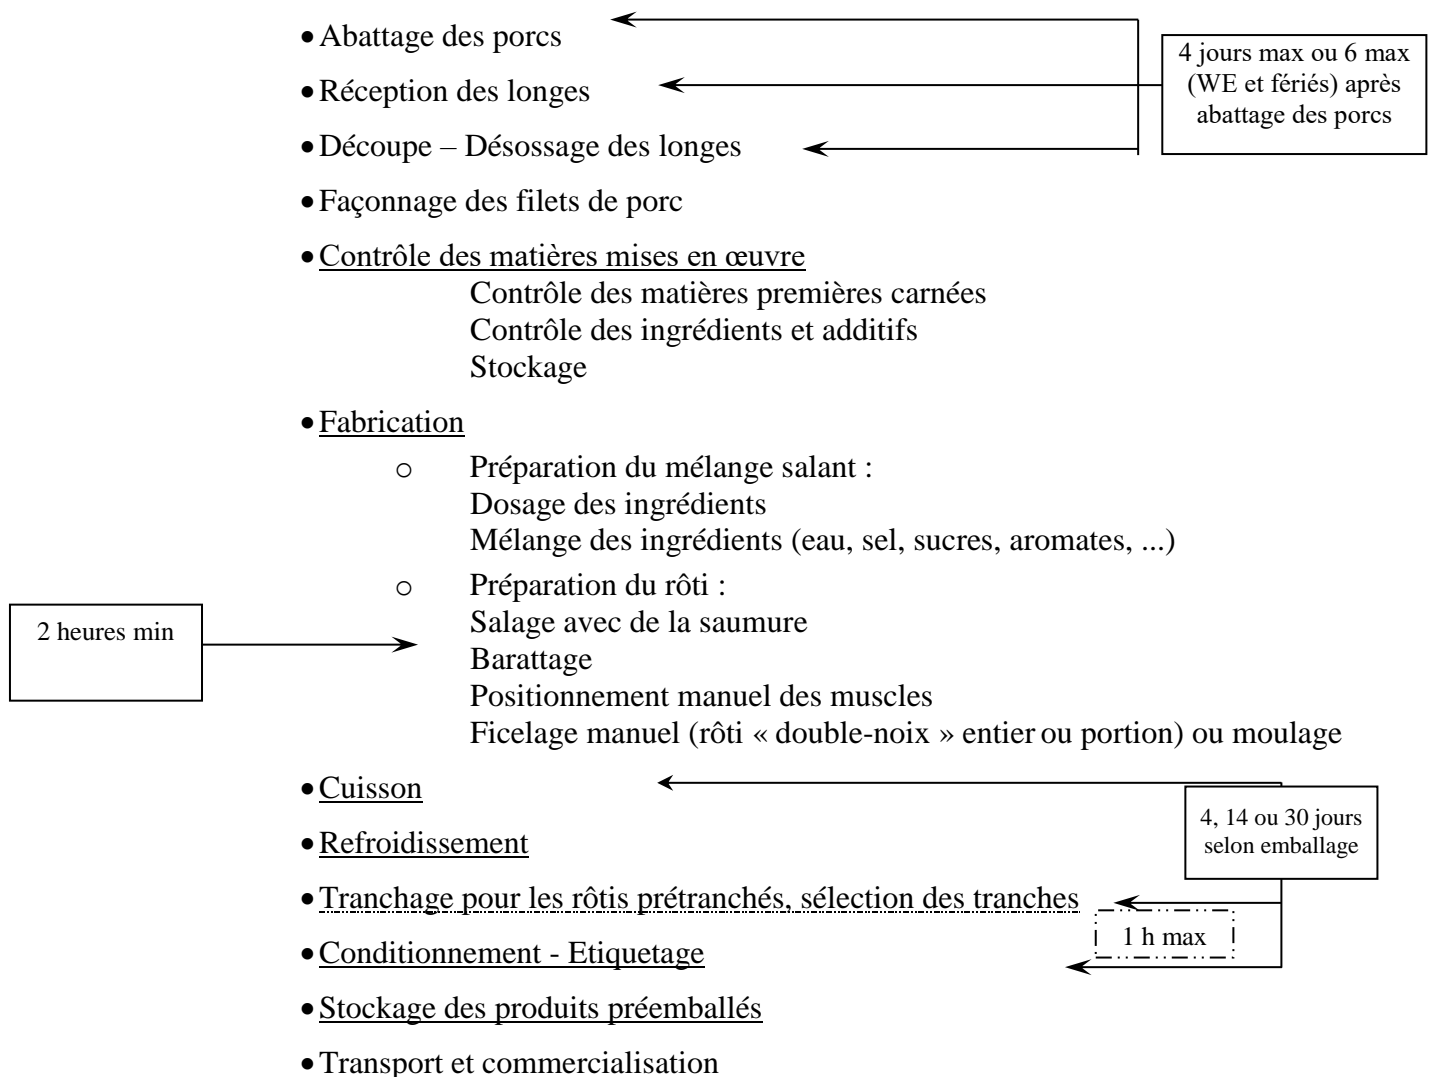 • Abattage des porcs
4 jours max ou 6 max
(WE et fériés) après
abattage des porcs
• Réception des longes
• Découpe – Désossage des longes
• Façonnage des filets de porc
• Contrôle des matières mises en œuvre
Contrôle des matières premières carnées
Contrôle des ingrédients et additifs
Stockage
• Fabrication
o Préparation du mélange salant :
Dosage des ingrédients
Mélange des ingrédients (eau, sel, sucres, aromates, ...)
o Préparation du rôti :
2 heures min
Salage avec de la saumure
Barattage
Positionnement manuel des muscles
Ficelage manuel (rôti « double-noix » entier ou portion) ou moulage
• Cuisson
4, 14 ou 30 jours
selon emballage
• Refroidissement
• Tranchage pour les rôtis prétranchés, sélection des tranches
1 h max
• Conditionnement - Etiquetage
• Stockage des produits préemballés
• Transport et commercialisation